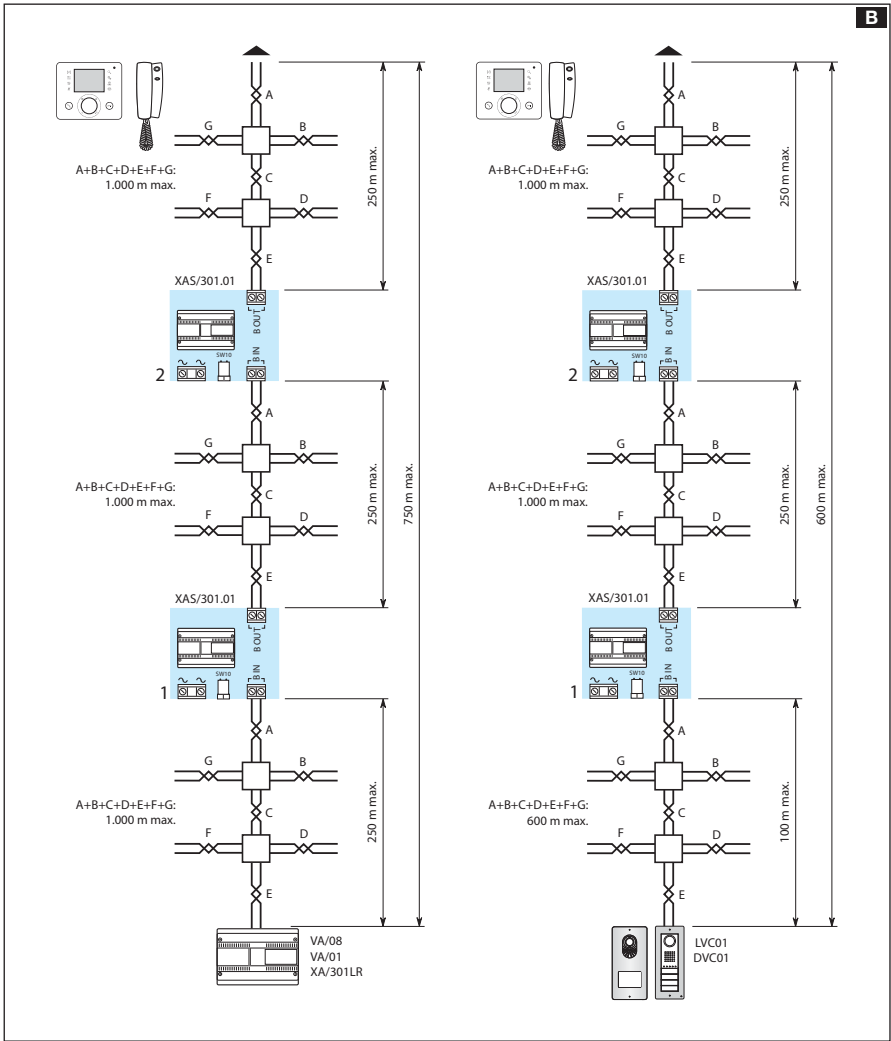 B
A
G
B
A+B+C+D+E+F+G:
1.000 m max.
C
F
D
E
250 m max.
XAS/301.01
B OUT
B IN
SW10
2
A
G
B
A+B+C+D+E+F+G:
1.000 m max.
C
F
D
E
250 m max.
750 m max.
XAS/301.01
B OUT
B IN
SW10
1
A
G
B
A+B+C+D+E+F+G:
1.000 m max.
C
F
D
E
250 m max.
VA/08
VA/01
XA/301LR
A
G
B
A+B+C+D+E+F+G:
1.000 m max.
C
F
D
E
250 m max.
XAS/301.01
B OUT
B IN
SW10
2
A
G
B
A+B+C+D+E+F+G:
1.000 m max.
C
F
D
E
250 m max.
600 m max.
XAS/301.01
B OUT
B IN
SW10
1
A
G
B
A+B+C+D+E+F+G:
600 m max.
C
F
D
E
100 m max.
LVC01
DVC01